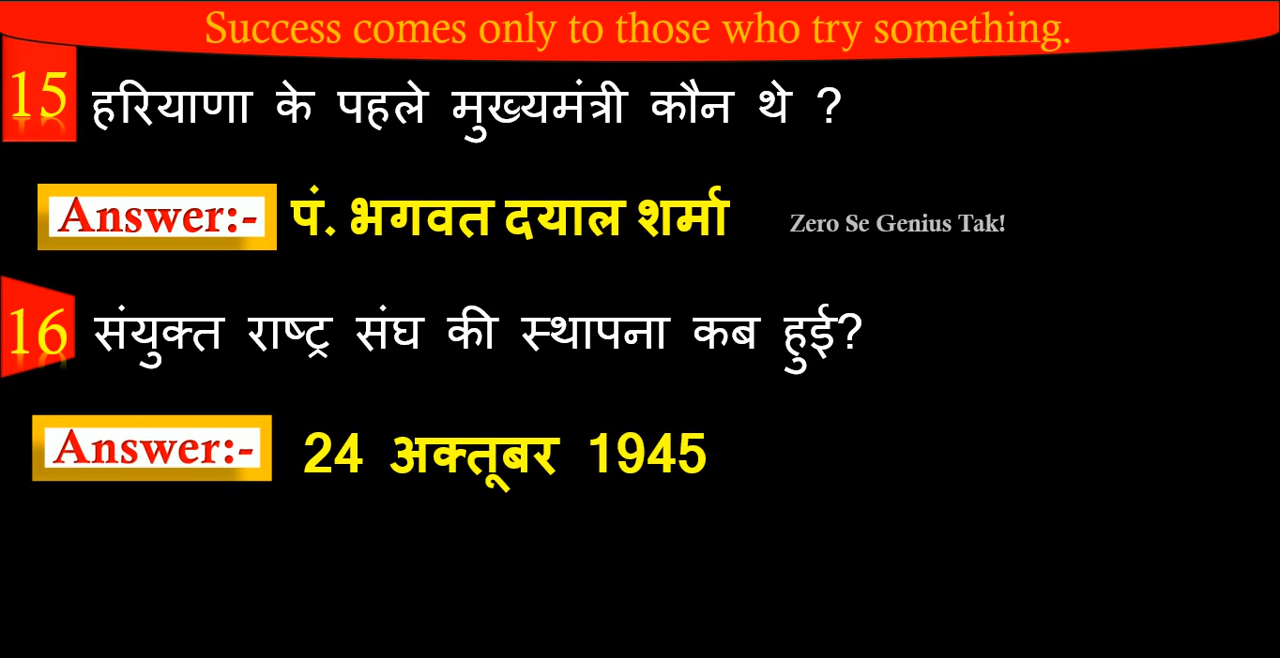 Success comes only to those who try something.
15 हरियाणा के पहले मुख्यमंत्री कौन थे ?
Answer:- पं. भगवत दयाल शर्मा Zero Se Genius Tak!
16 संयुक्त राष्ट्र संघ की स्थापना कब हुई?
Answer:- 24 अक्तूबर 1945